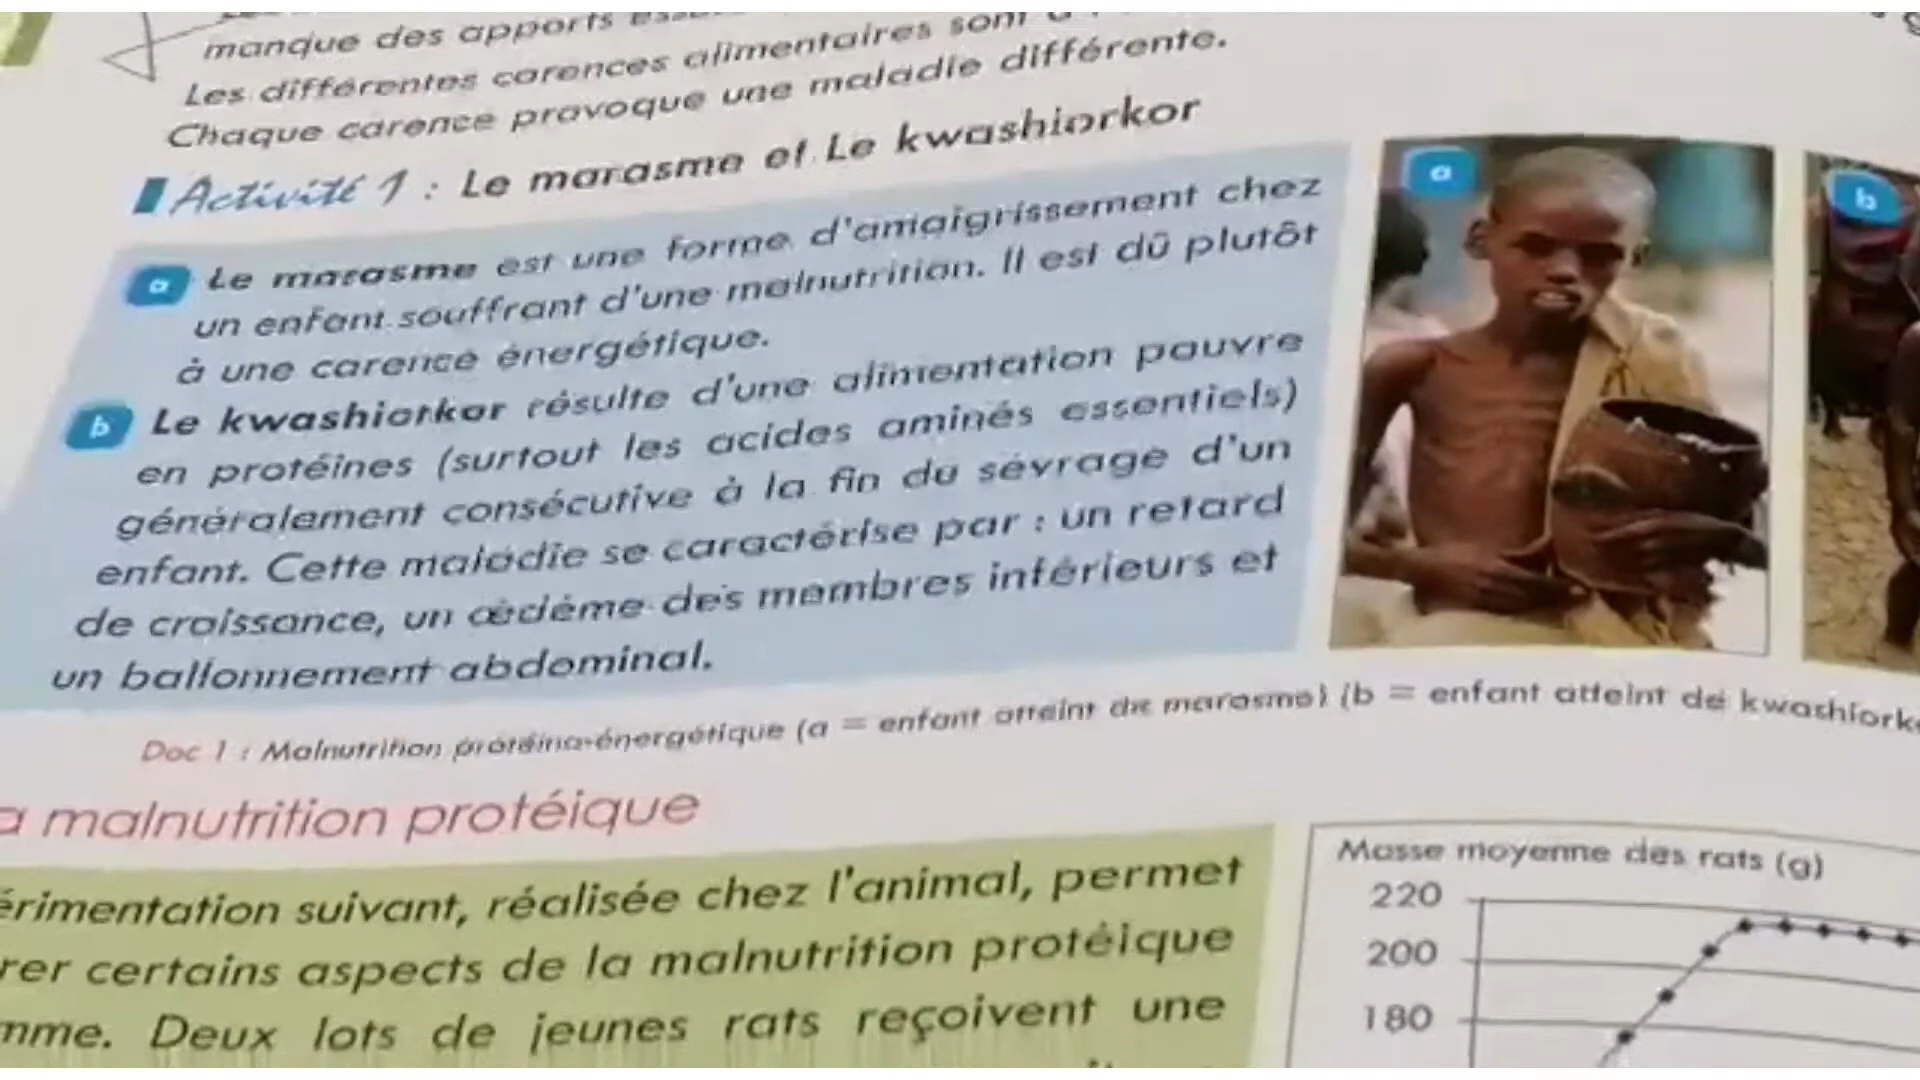 manque des apports
Les différentes carences alimentaires sont
Chaque carence provoque une maladie différente.
Activité 1 : Le marasme et Le kwashiorkor
a Le marasme est une forme d'amaigrissement chez
un enfant souffrant d'une malnutrition. Il est dû plutôt
à une carence énergétique.
b Le kwashiorkor résulte d'une alimentation pauvre
en protéines (surtout les acides aminés essentiels)
généralement consécutive à la fin du sevrage d'un
enfant. Cette maladie se caractérise par : un retard
de croissance, un œdème des membres inférieurs et
un ballonnement abdominal.
a
b
Doc 1 : Malnutrition protéino-énergétique (a = enfant atteint de marasme) (b = enfant atteint de kwashiork
a malnutrition protéique
érimentation suivant, réalisée chez l'animal, permet
rer certains aspects de la malnutrition protéique
mme. Deux lots de jeunes rats reçoivent une
Masse moyenne des rats (g)
220
200
180